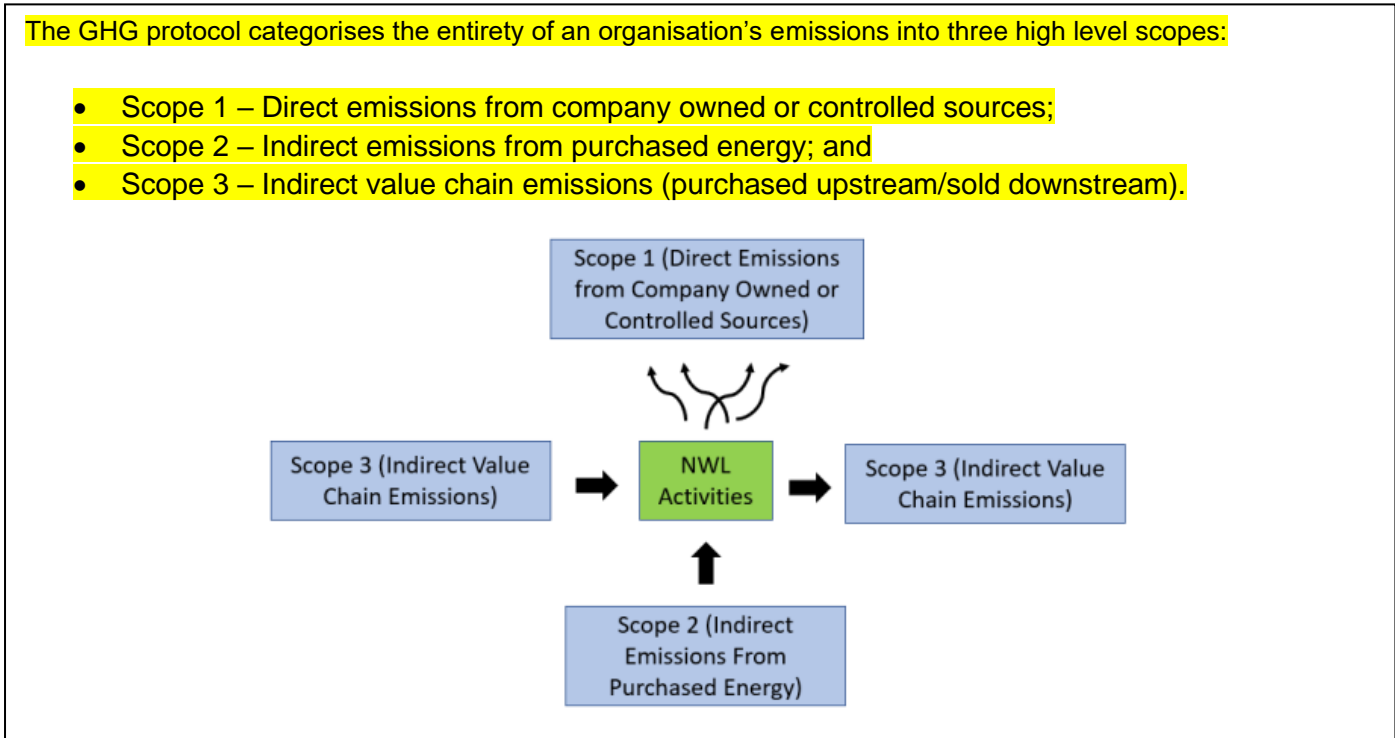 The GHG protocol categorises the entirety of an organisation’s emissions into three high level scopes:
• Scope 1 – Direct emissions from company owned or controlled sources;
• Scope 2 – Indirect emissions from purchased energy; and
• Scope 3 – Indirect value chain emissions (purchased upstream/sold downstream).
Scope 1 (Direct Emissions
from Company Owned or
Controlled Sources)
Scope 3 (Indirect Value
Chain Emissions)
NWL
Activities
Scope 3 (Indirect Value
Chain Emissions)
Scope 2 (Indirect
Emissions From
Purchased Energy)